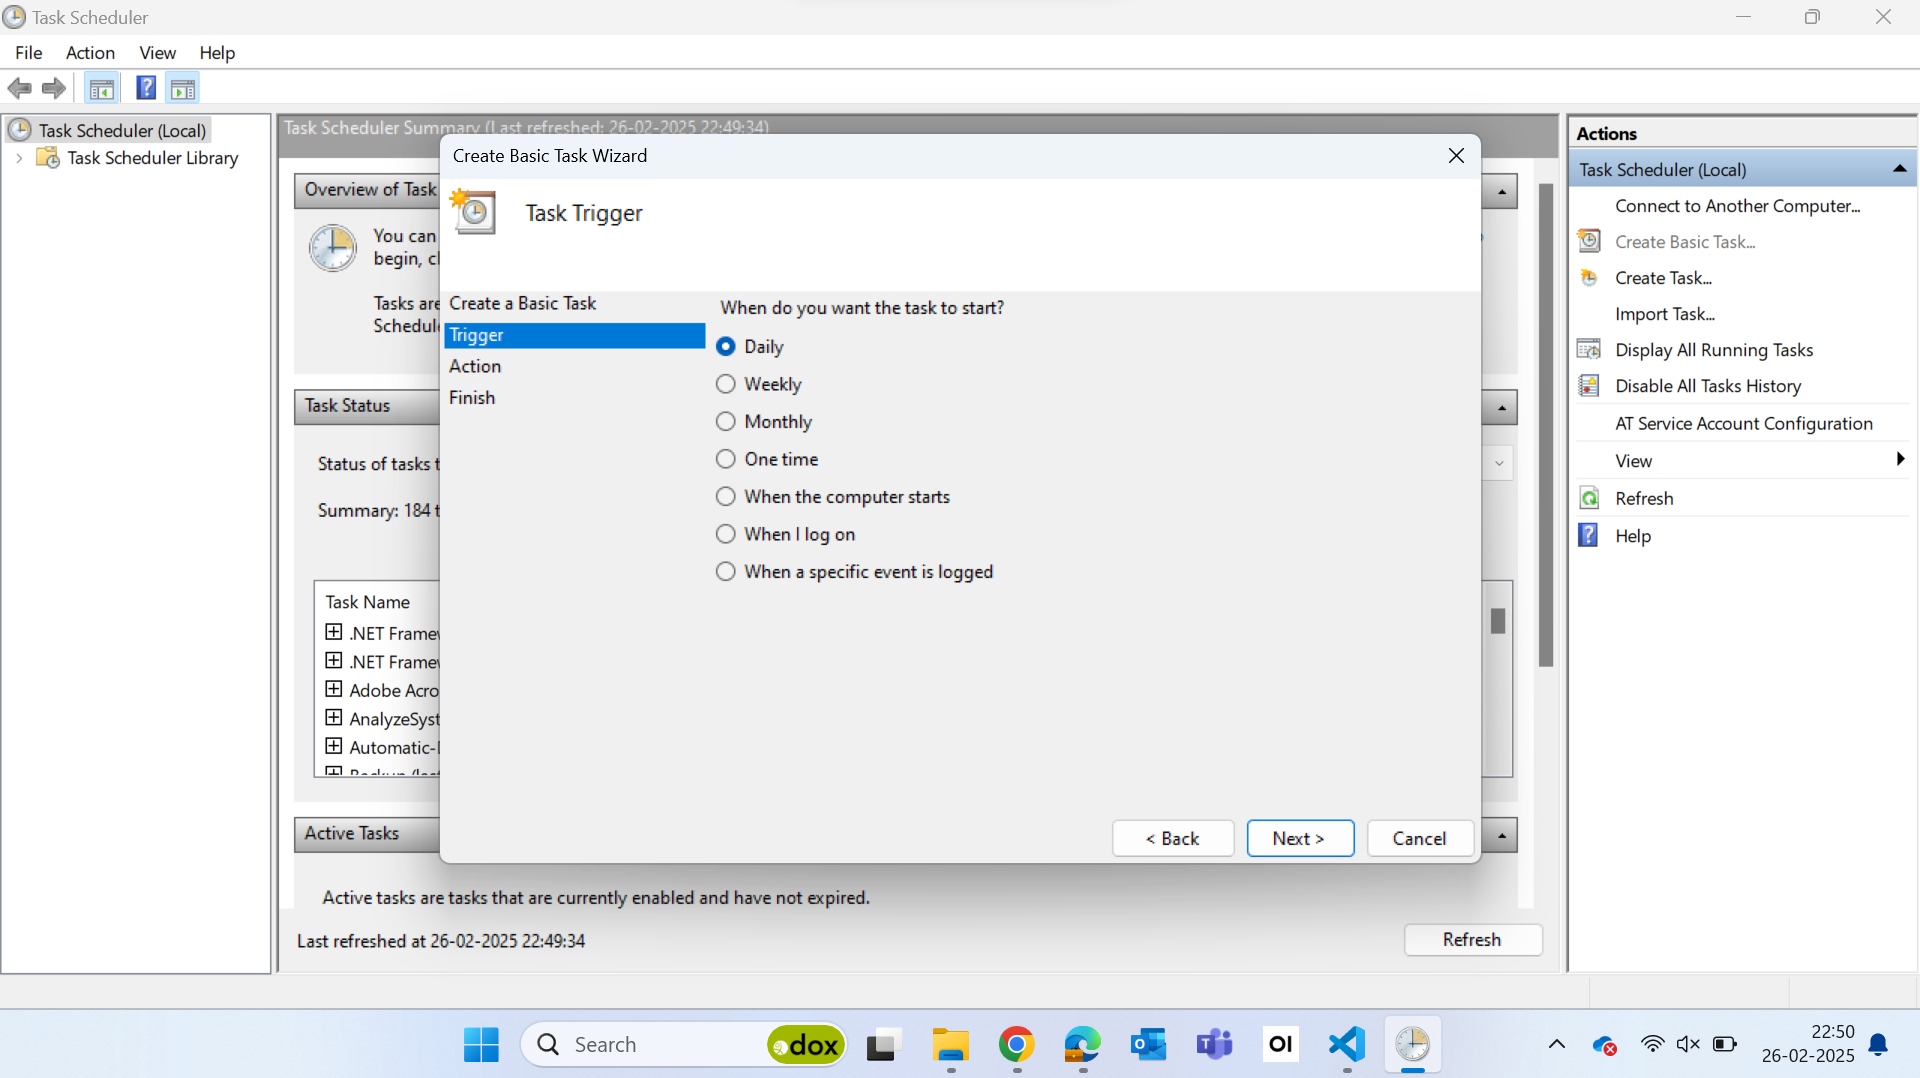 Task Scheduler
File Action View Help
Task Scheduler (Local)
Task Scheduler Library
Task Scheduler Summary (Last refreshed: 26-02-2025 22:49:34)
Overview of Task
You can
begin, cl
Tasks are
Schedul
Task Status
Status of tasks t
Summary: 184 t
Task Name
.NET Framew
.NET Framew
Adobe Acro
AnalyzeSyst
Automatic-
Active Tasks
Active tasks are tasks that are currently enabled and have not expired.
Last refreshed at 26-02-2025 22:49:34
Refresh
Create Basic Task Wizard
Task Trigger
Create a Basic Task
Trigger
Action
Finish
When do you want the task to start?
Daily
Weekly
Monthly
One time
When the computer starts
When I log on
When a specific event is logged
< Back
Next >
Cancel
Actions
Task Scheduler (Local)
Connect to Another Computer...
Create Basic Task...
Create Task...
Import Task...
Display All Running Tasks
Disable All Tasks History
AT Service Account Configuration
View
Refresh
Help
Search
dox
OI
22:50
26-02-2025